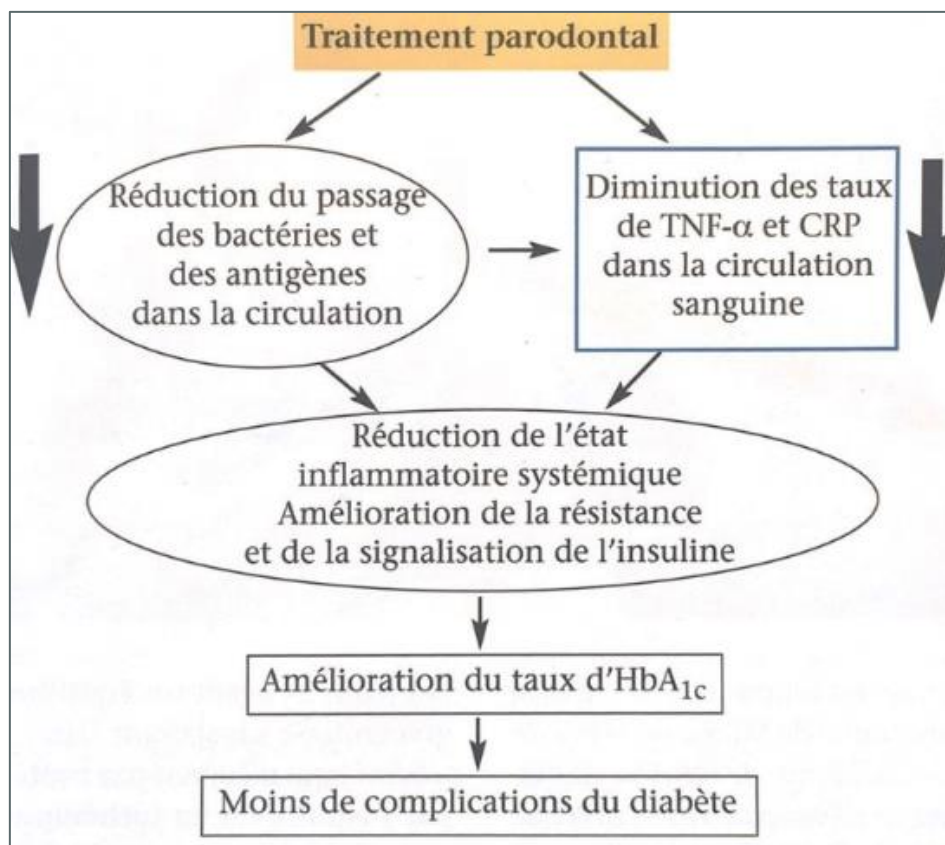 Traitement parodontal
Réduction du passage
des bactéries et
des antigènes
dans la circulation
Diminution des taux
de TNF-α et CRP
dans la circulation
sanguine
Réduction de l'état
inflammatoire systémique
Amélioration de la résistance
et de la signalisation de l'insuline
Amélioration du taux d'HbA1c
Moins de complications du diabète